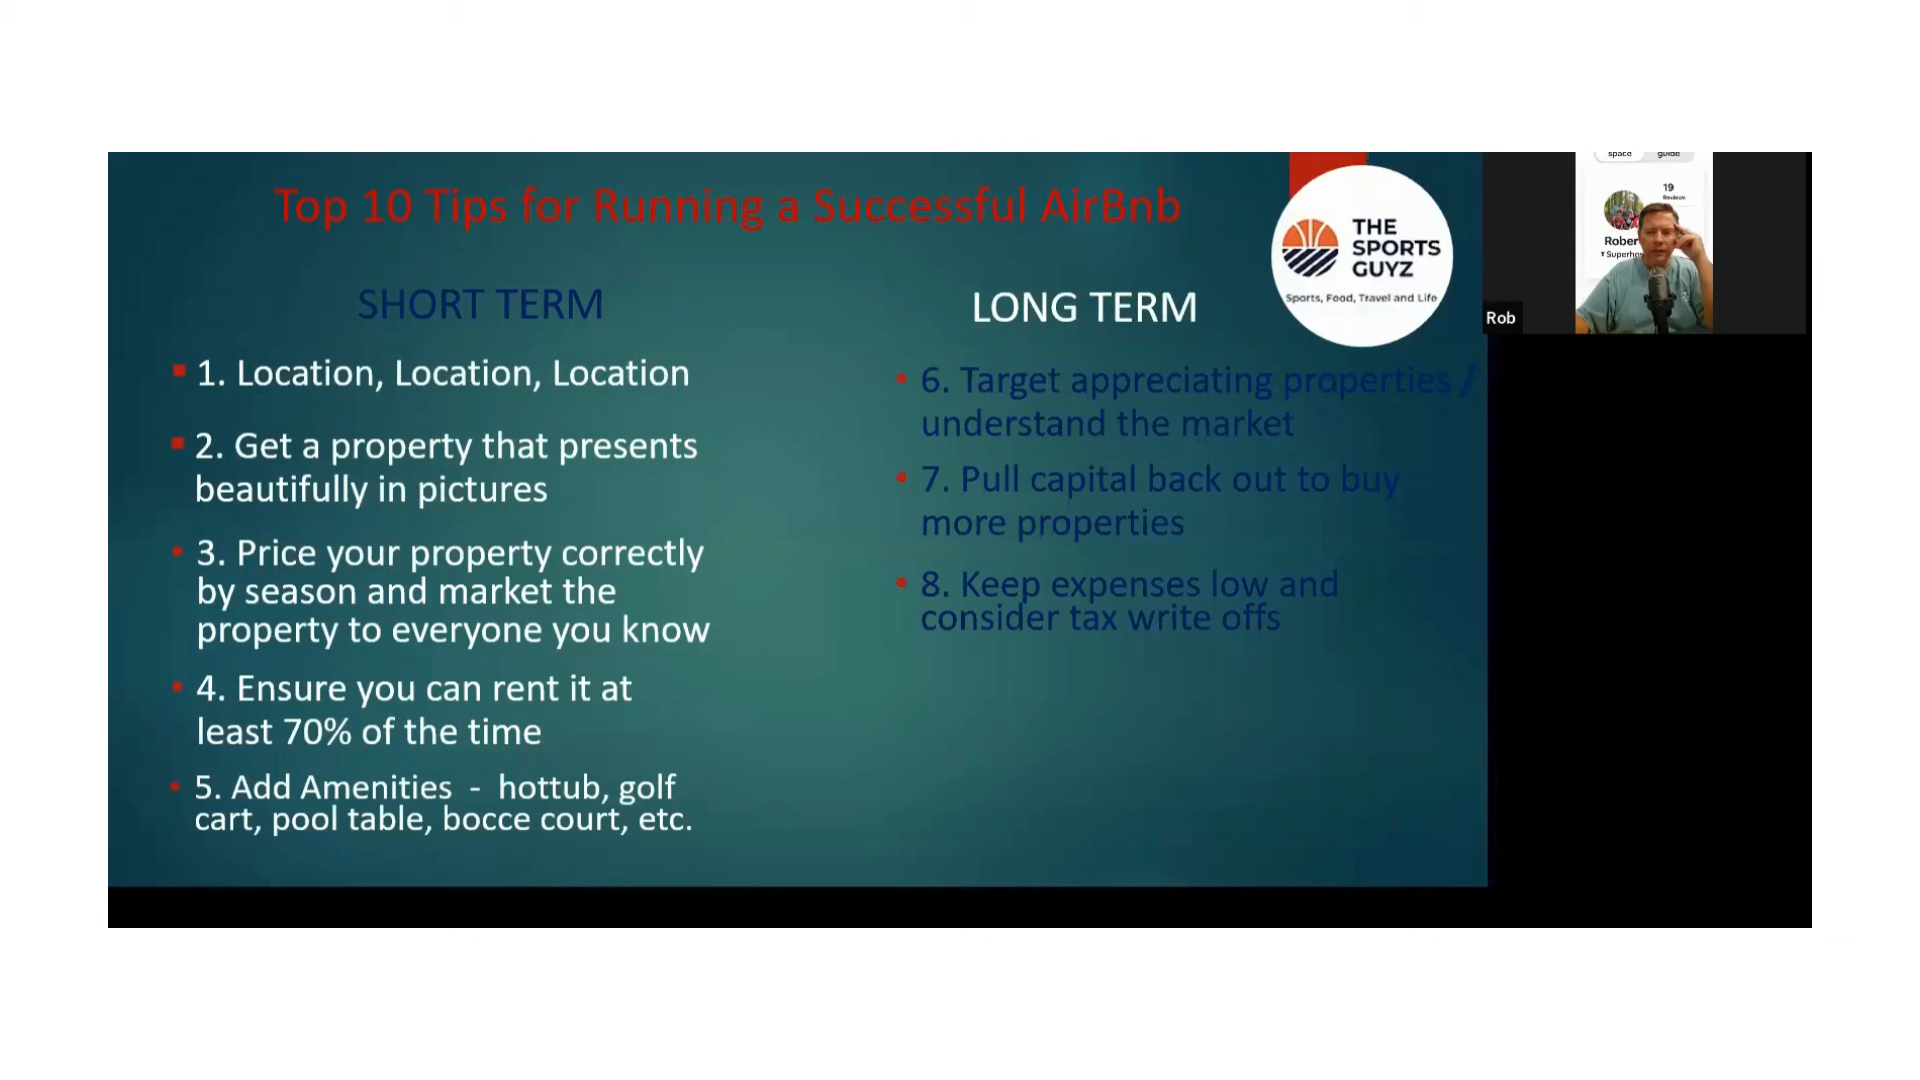 Top 10 Tips for Running a Successful AirBnb
SHORT TERM
1. Location, Location, Location
2. Get a property that presents
beautifully in pictures
3. Price your property correctly
by season and market the
property to everyone you know
4. Ensure you can rent it at
least 70% of the time
5. Add Amenities - hottub, golf
cart, pool table, bocce court, etc.
LONG TERM
6. Target appreciating properties /
understand the market
7. Pull capital back out to buy
more properties
8. Keep expenses low and
consider tax write offs
THE
SPORTS
GUYZ
Sports, Food, Travel and Life
space guide
19
Rober
Rob